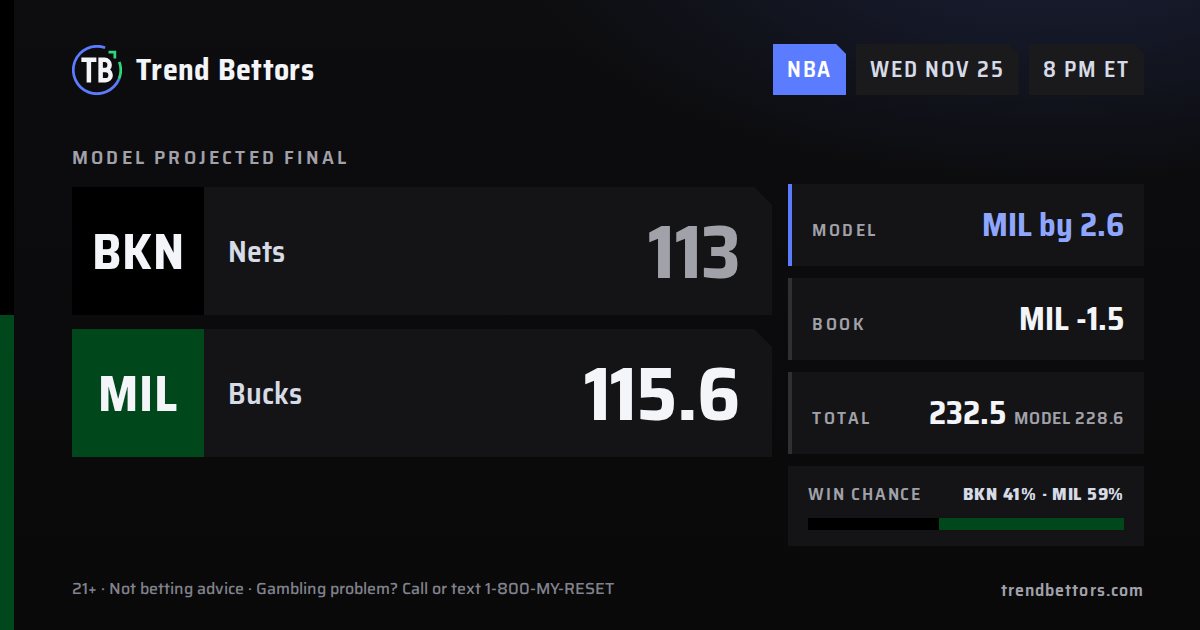 TB Trend Bettors
NBA WED NOV 25 8 PM ET
MODEL PROJECTED FINAL
BKN Nets 113
MIL Bucks 115.6
MODEL MIL by 2.6
BOOK MIL -1.5
TOTAL 232.5 MODEL 228.6
WIN CHANCE BKN 41% · MIL 59%
21+ · Not betting advice · Gambling problem? Call or text 1-800-MY-RESET
trendbettors.com